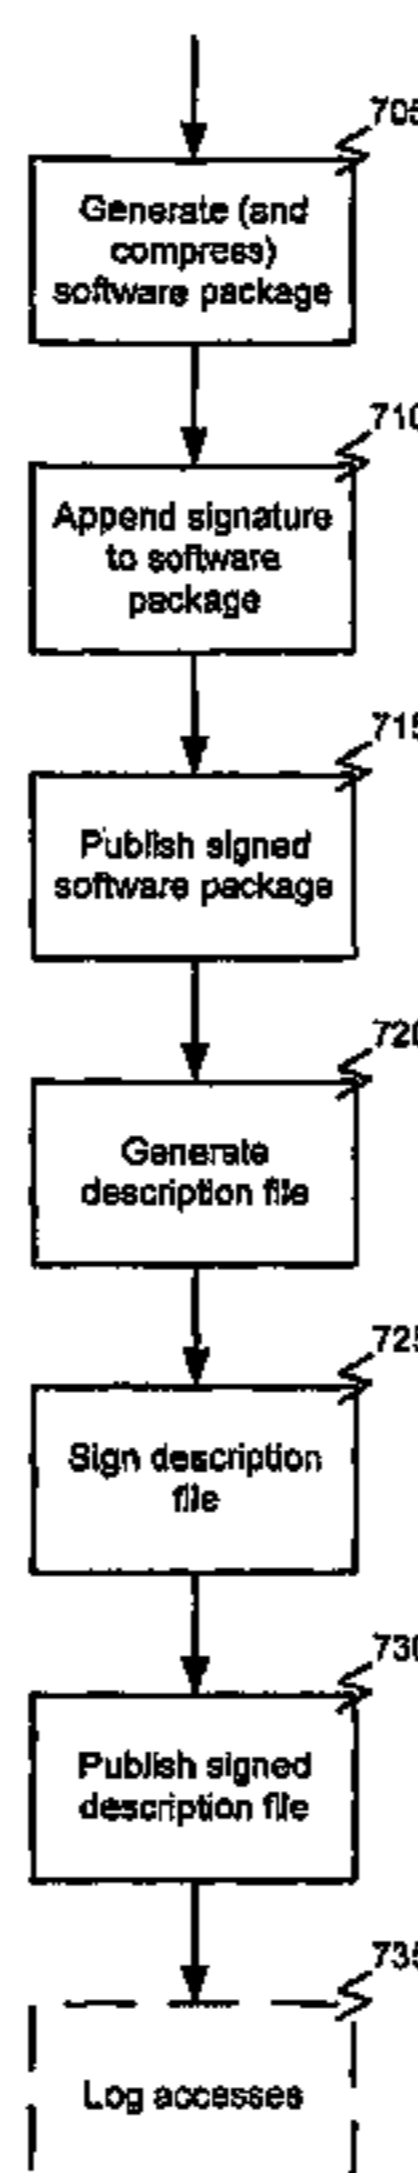 705
Generate (and
compress)
software package
710
Append signature
to software
package
715
Publish signed
software package
720
Generate
description file
725
Sign description
file
730
Publish signed
description file
735
Log accesses